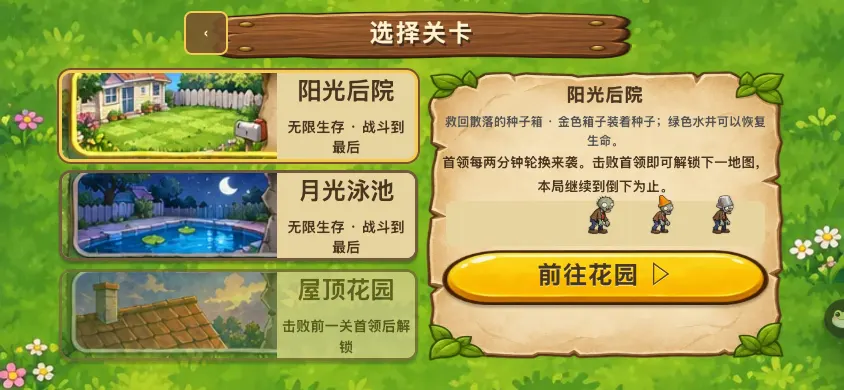 ‹
选择关卡
阳光后院
无限生存 · 战斗到
最后
月光泳池
无限生存 · 战斗到
最后
屋顶花园
击败前一关首领后解
锁
阳光后院
救回散落的种子箱 · 金色箱子装着种子；绿色水井可以恢复
生命。
首领每两分钟轮换来袭。击败首领即可解锁下一地图，
本局继续到倒下为止。
前往花园 ▷